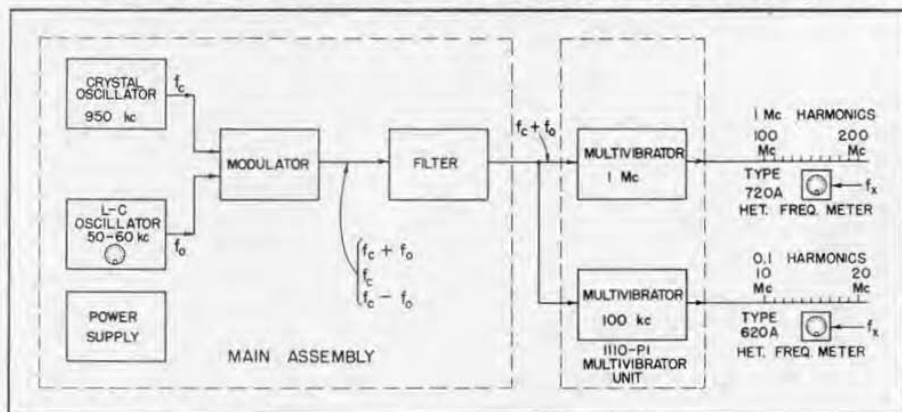 CRYSTAL
OSCILLATOR
950 kc
fc
L-C
OSCILLATOR
50-60 kc
fo
POWER
SUPPLY
MODULATOR
fc + fo
fc
fc - fo
FILTER
MAIN ASSEMBLY
fc + fo
MULTIVIBRATOR
1 Mc
MULTIVIBRATOR
100 kc
1110-P1
MULTIVIBRATOR
UNIT
1 Mc HARMONICS
100 200
Mc Mc
TYPE
720A
fx
HET. FREQ. METER
0.1 HARMONICS
10 20
Mc Mc
TYPE
620A
fx
HET. FREQ. METER